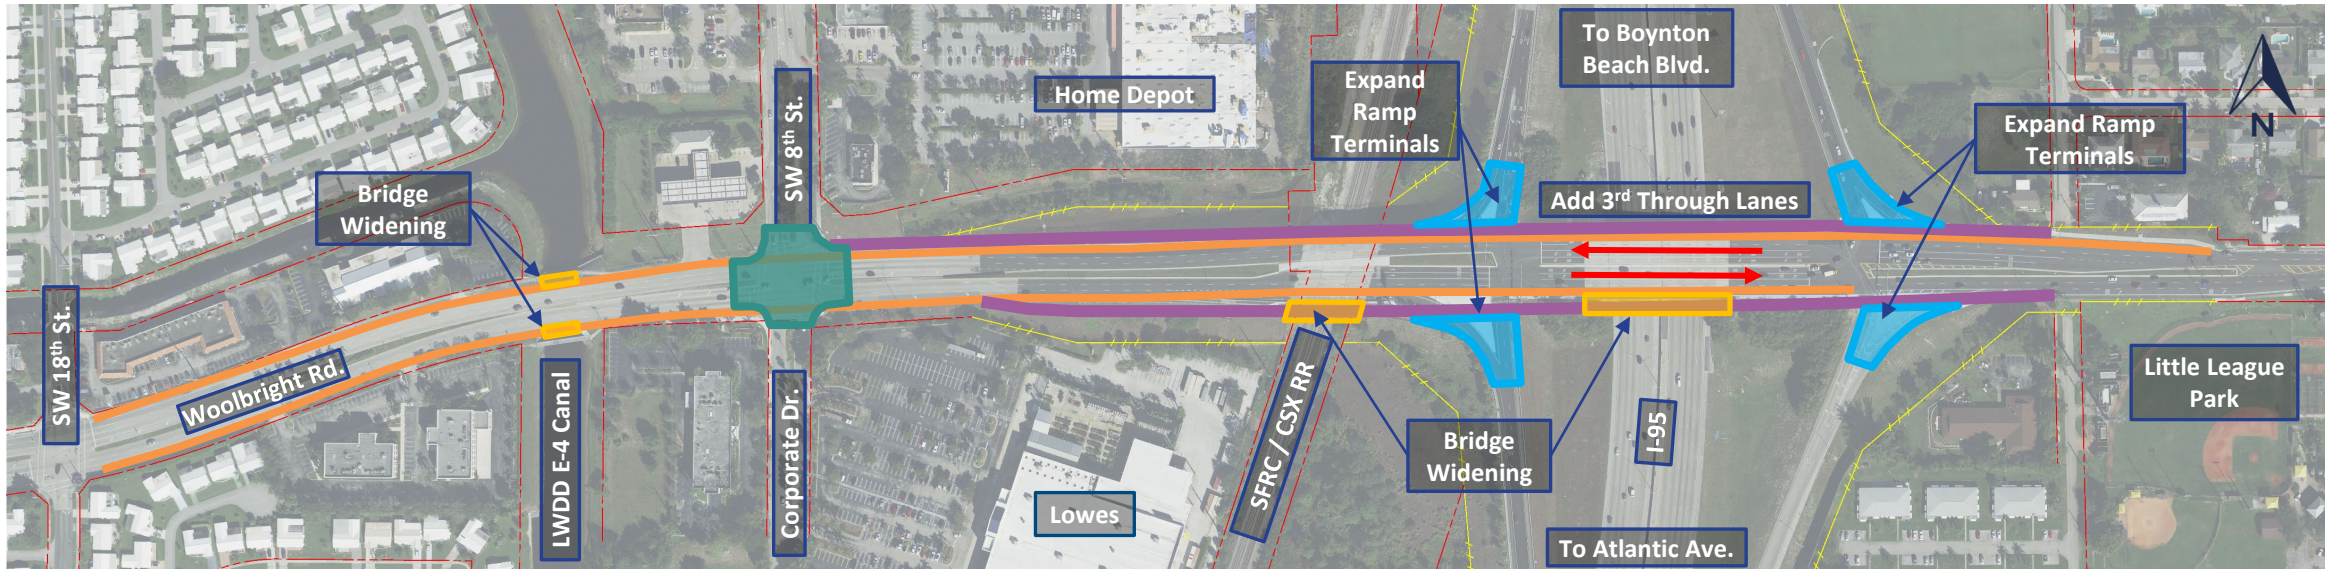 To Boynton
Beach Blvd.
Expand
Ramp
Terminals
Home Depot
SW 8th St.
Expand Ramp
Terminals
N
Bridge
Widening
Add 3rd Through Lanes
SW 18th St.
Woolbright Rd.
LWDD E-4 Canal
Corporate Dr.
SFRC / CSX RR
Lowes
Bridge
Widening
I-95
Little League
Park
To Atlantic Ave.